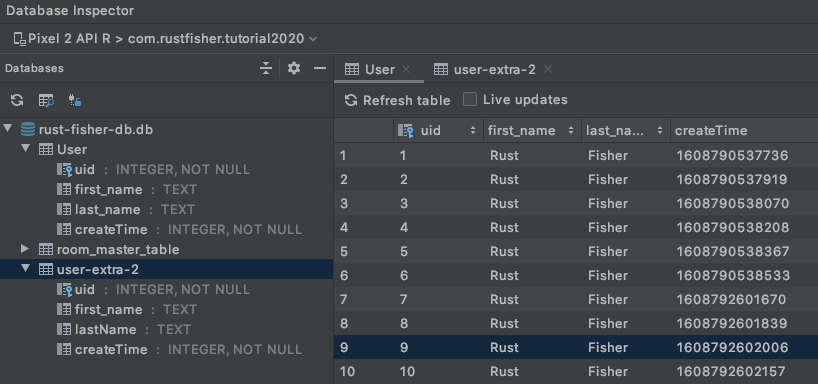 Database Inspector
Pixel 2 API R > com.rustfisher.tutorial2020
Databases
rust-fisher-db.db
User
uid : INTEGER, NOT NULL
first_name : TEXT
last_name : TEXT
createTime : INTEGER, NOT NULL
room_master_table
user-extra-2
uid : INTEGER, NOT NULL
first_name : TEXT
lastName : TEXT
createTime : INTEGER, NOT NULL
User user-extra-2
Refresh table Live updates
uid first_name last_na... createTime
1 1 Rust Fisher 1608790537736
2 2 Rust Fisher 1608790537919
3 3 Rust Fisher 1608790538070
4 4 Rust Fisher 1608790538208
5 5 Rust Fisher 1608790538367
6 6 Rust Fisher 1608790538533
7 7 Rust Fisher 1608792601670
8 8 Rust Fisher 1608792601839
9 9 Rust Fisher 1608792602006
10 10 Rust Fisher 1608792602157